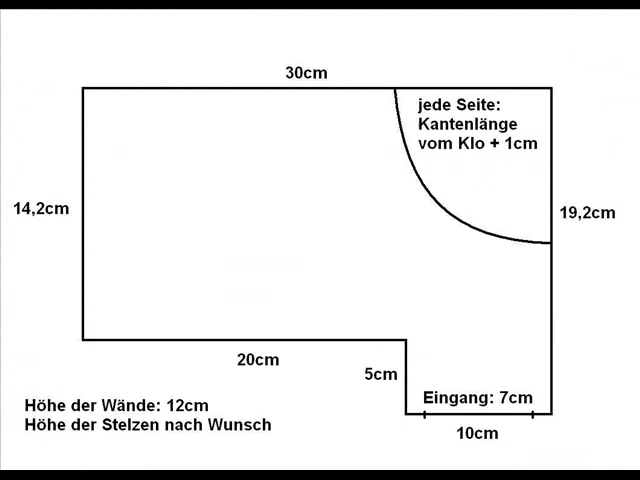 30cm
jede Seite:
Kantenlänge
vom Klo + 1cm
14,2cm
19,2cm
20cm
5cm
Eingang: 7cm
10cm
Höhe der Wände: 12cm
Höhe der Stelzen nach Wunsch